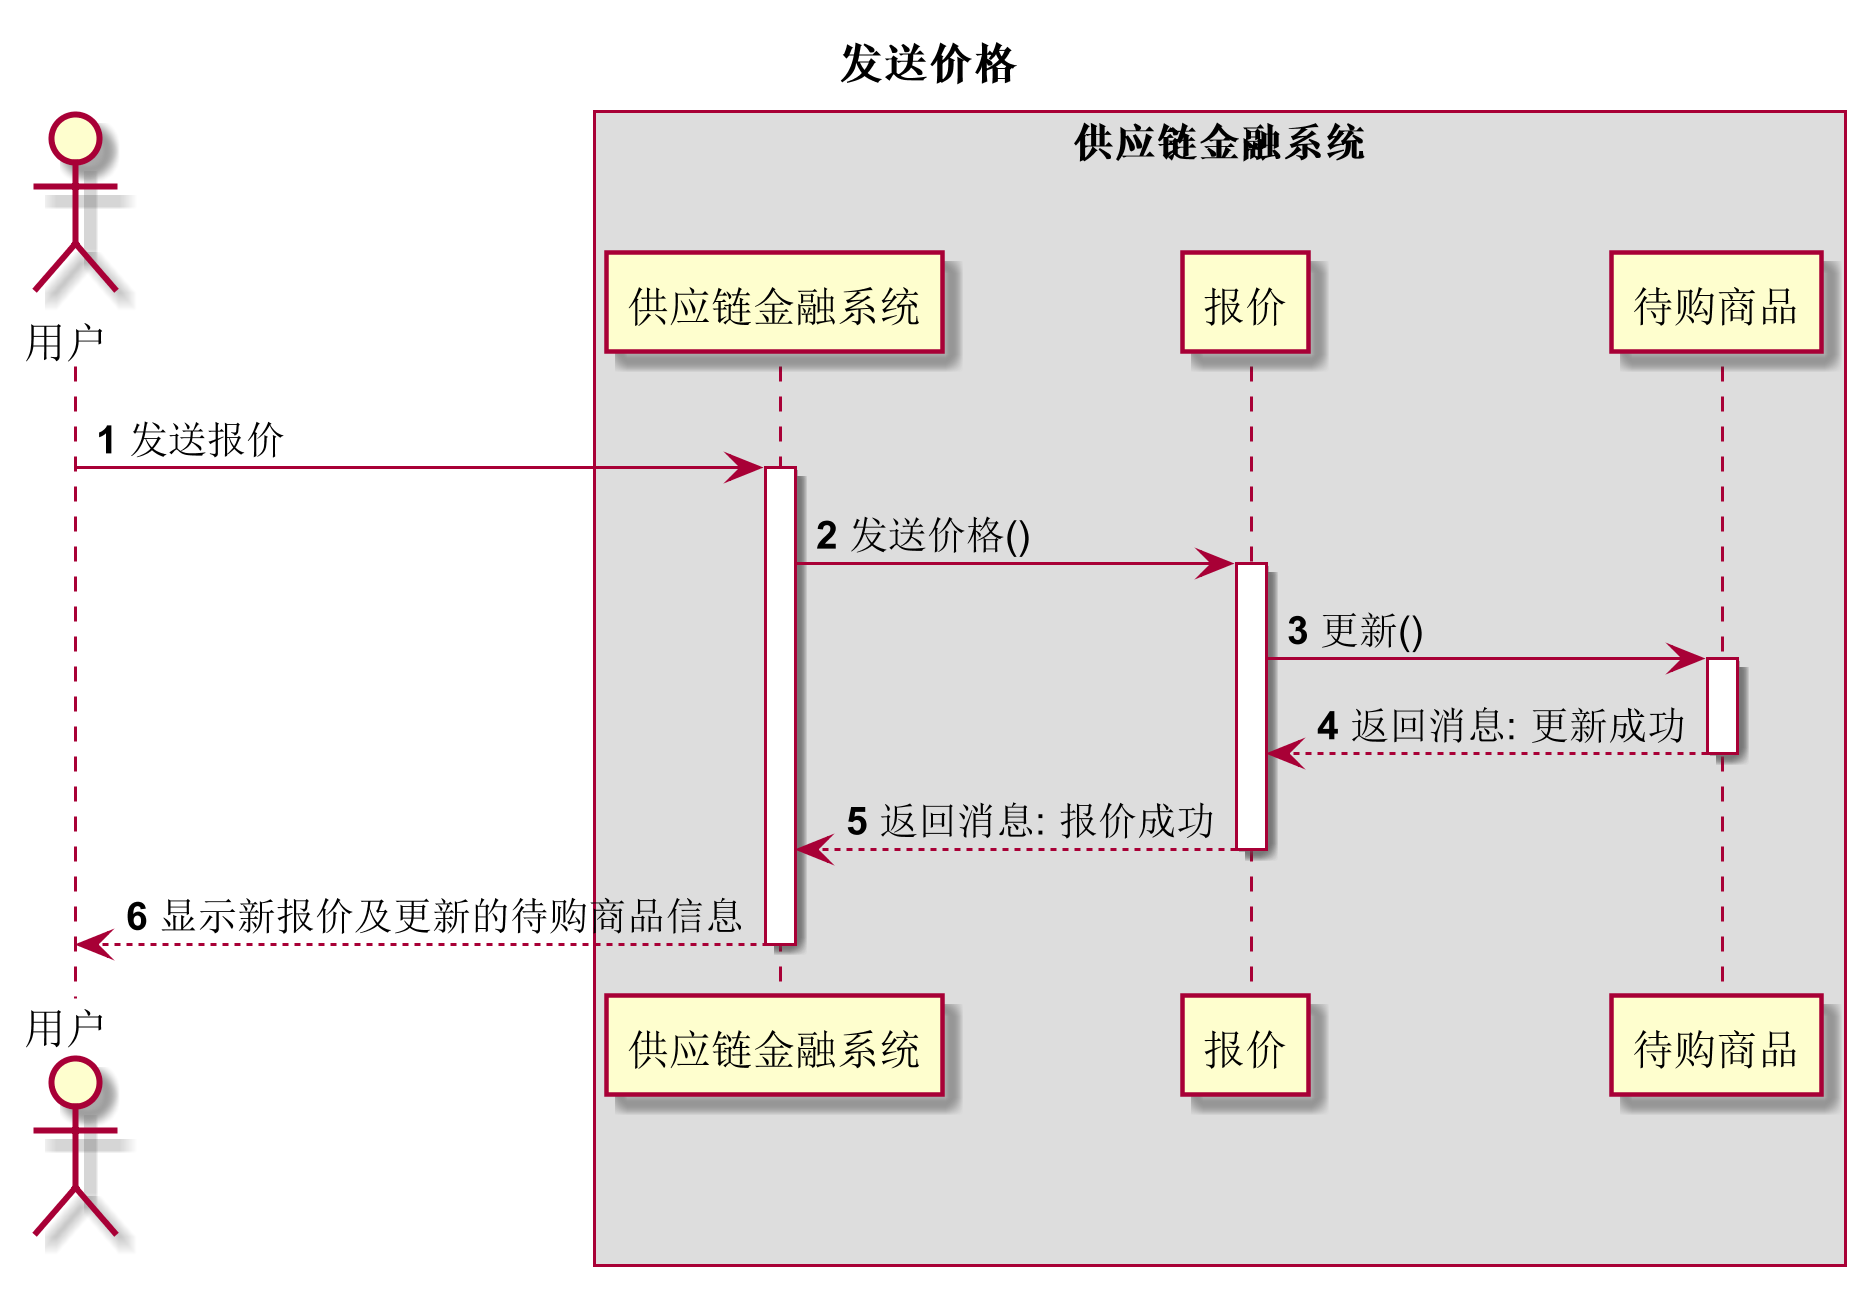 发送价格
供应链金融系统
用户
供应链金融系统
报价
待购商品
1 发送报价
2 发送价格()
3 更新()
4 返回消息: 更新成功
5 返回消息: 报价成功
6 显示新报价及更新的待购商品信息
用户
供应链金融系统
报价
待购商品